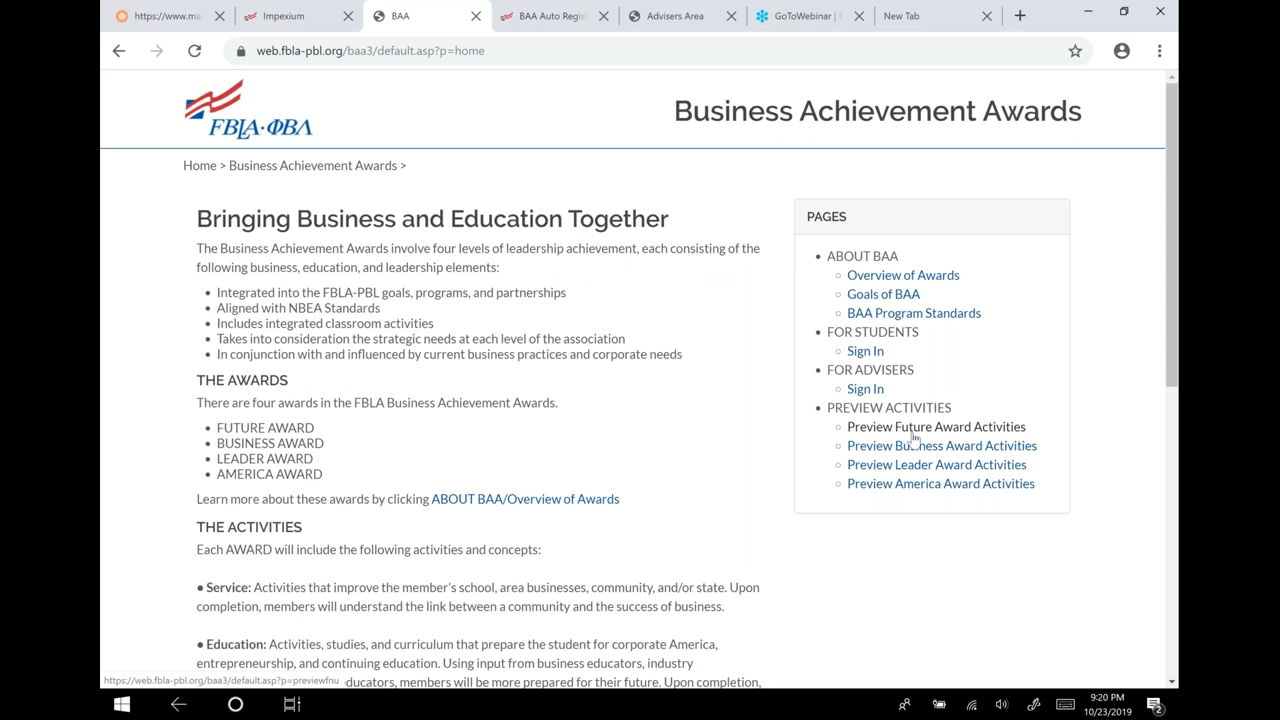 https://www.ma
Impexium
BAA
BAA Auto Regis
Advisers Area
GoToWebinar | E
New Tab
web.fbla-pbl.org/baa3/default.asp?p=home
FBLA·ΦBΛ
Business Achievement Awards
Home > Business Achievement Awards >
Bringing Business and Education Together
The Business Achievement Awards involve four levels of leadership achievement, each consisting of the
following business, education, and leadership elements:
• Integrated into the FBLA-PBL goals, programs, and partnerships
• Aligned with NBEA Standards
• Includes integrated classroom activities
• Takes into consideration the strategic needs at each level of the association
• In conjunction with and influenced by current business practices and corporate needs
THE AWARDS
There are four awards in the FBLA Business Achievement Awards.
• FUTURE AWARD
• BUSINESS AWARD
• LEADER AWARD
• AMERICA AWARD
Learn more about these awards by clicking ABOUT BAA/Overview of Awards
THE ACTIVITIES
Each AWARD will include the following activities and concepts:
● Service: Activities that improve the member's school, area businesses, community, and/or state. Upon
completion, members will understand the link between a community and the success of business.
● Education: Activities, studies, and curriculum that prepare the student for corporate America,
entrepreneurship, and continuing education. Using input from business educators, industry
ducators, members will be more prepared for their future. Upon completion,
PAGES
• ABOUT BAA
○ Overview of Awards
○ Goals of BAA
○ BAA Program Standards
• FOR STUDENTS
○ Sign In
• FOR ADVISERS
○ Sign In
• PREVIEW ACTIVITIES
○ Preview Future Award Activities
○ Preview Business Award Activities
○ Preview Leader Award Activities
○ Preview America Award Activities
https://web.fbla-pbl.org/baa3/default.asp?p=previewfnu
9:20 PM
10/23/2019
2